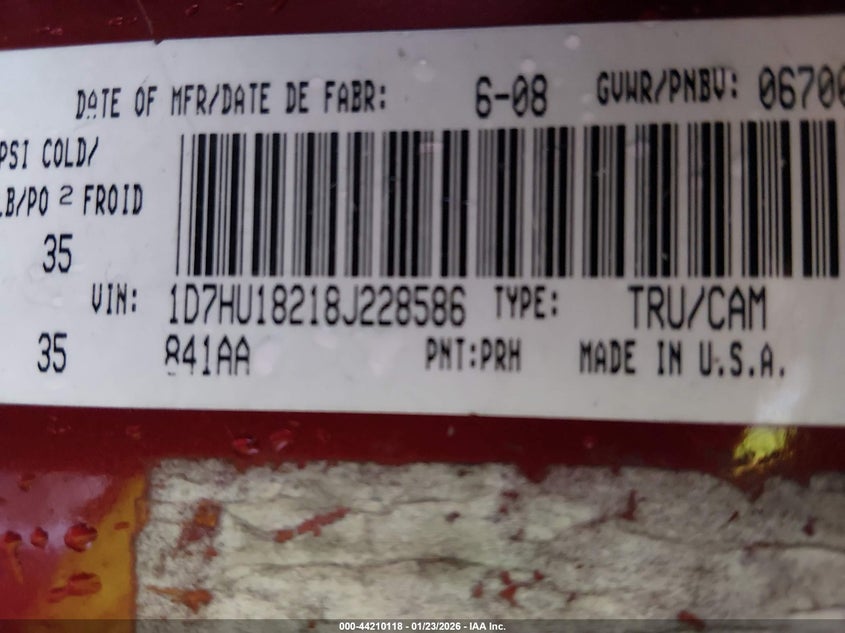 DATE OF MFR/DATE DE FABR: 6-08 GVWR/PNBV: 06700
PSI COLD/
LB/PO 2 FROID
35
VIN: 1D7HU18218J228586 TYPE: TRU/CAM
35 841AA PNT:PRH MADE IN U.S.A.
000-44210118 - 01/23/2026 - IAA Inc.